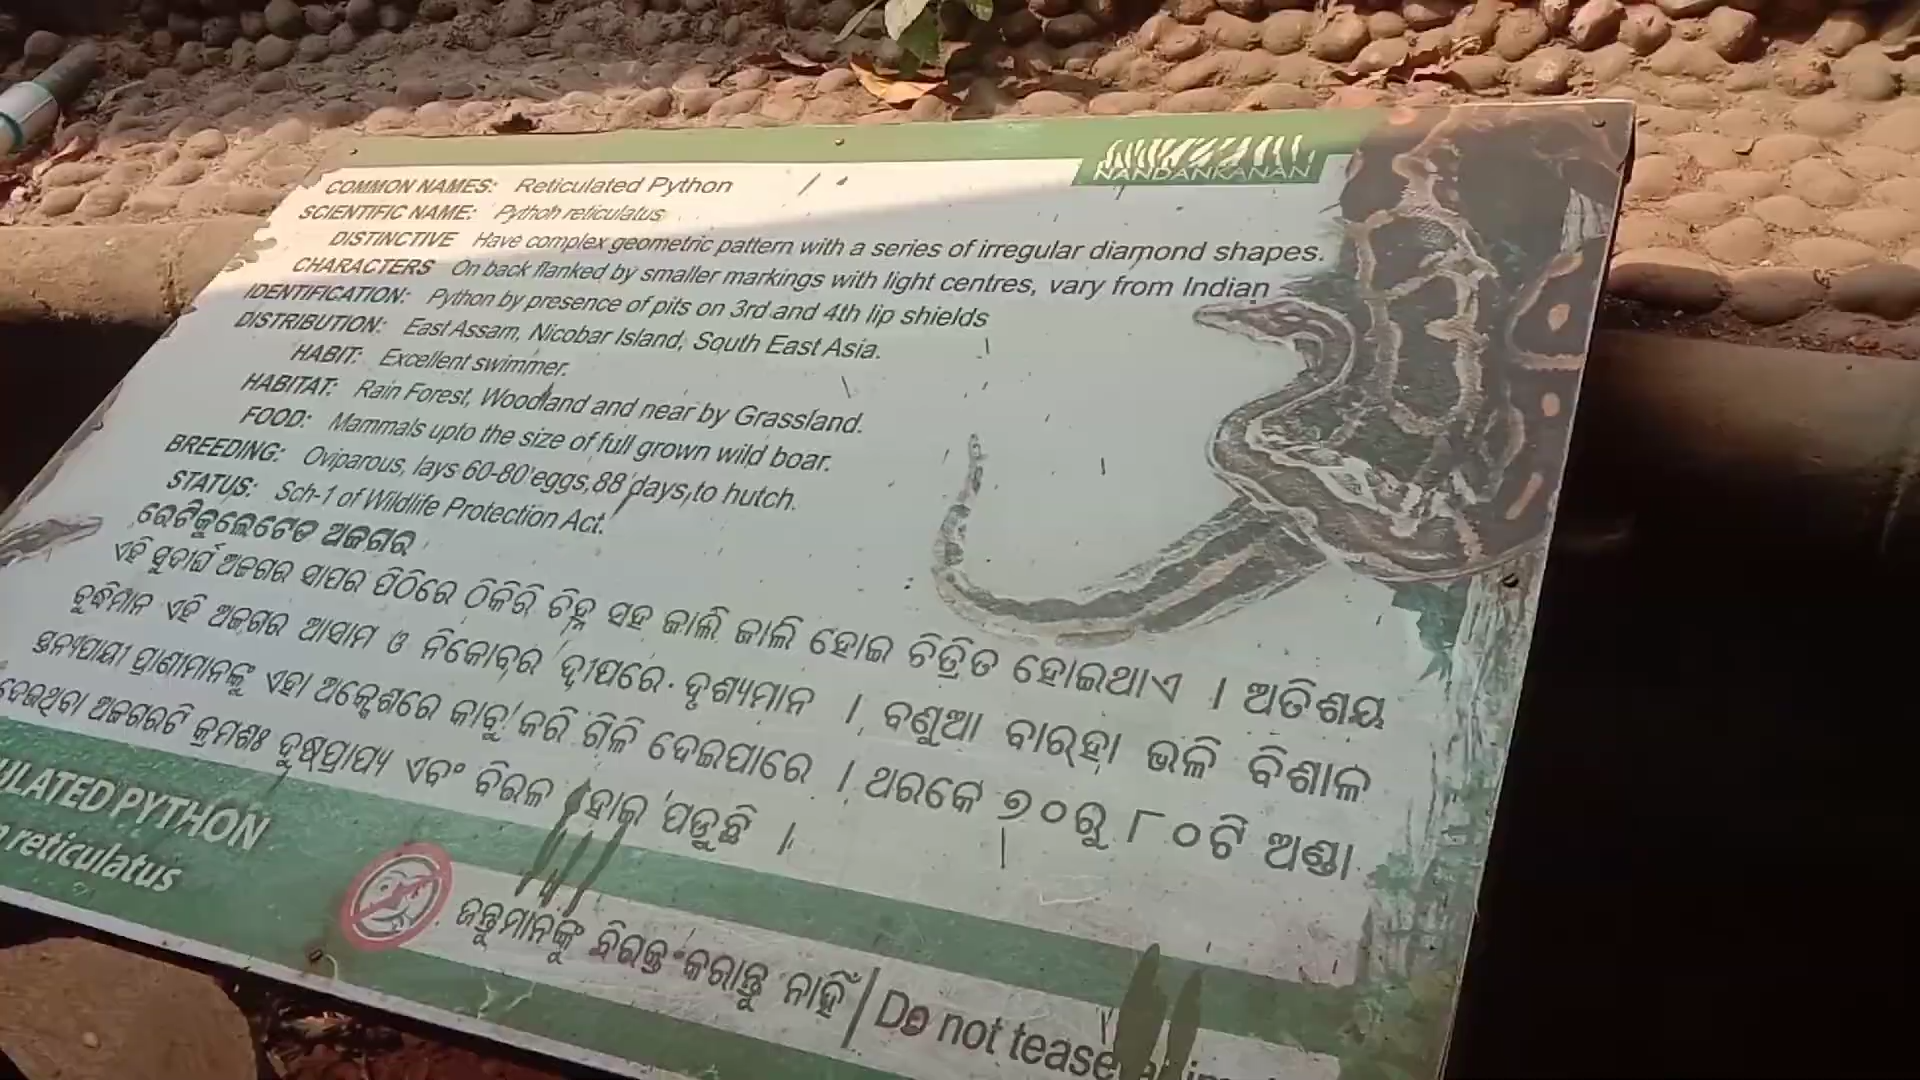 NANDANKANAN
COMMON NAMES: Reticulated Python
SCIENTIFIC NAME: Python reticulatus
DISTINCTIVE Have complex geometric pattern with a series of irregular diamond shapes.
CHARACTERS On back flanked by smaller markings with light centres, vary from Indian
IDENTIFICATION: Python by presence of pits on 3rd and 4th lip shields
DISTRIBUTION: East Assam, Nicobar Island, South East Asia.
HABIT: Excellent swimmer.
HABITAT: Rain Forest, Woodland and near by Grassland.
FOOD: Mammals upto the size of full grown wild boar.
BREEDING: Oviparous, lays 60-80 eggs, 88 days to hutch.
STATUS: Sch-1 of Wildlife Protection Act.
ରେଟିକୁଲେଟେଡ ଅଜଗର
ଏହି ସୁଦୀର୍ଘ ଅଜଗର ସାପର ପିଠିରେ ଠିକିରି ଚିହ୍ନ ସହ ଜାଲି ଜାଲି ହୋଇ ଚିତ୍ରିତ ହୋଇଥାଏ । ଅତିଶୟ
ବୁଦ୍ଧିମାନ ଏହି ଅଜଗର ଆସାମ ଓ ନିକୋବର ଦ୍ୱୀପରେ ଦୃଶ୍ୟମାନ । ବଣୁଆ ବାର୍‌ହା ଭଳି ବିଶାଳ
ସ୍ତନ୍ୟପାୟୀ ପ୍ରାଣୀମାନଙ୍କୁ ଏହା ଅକ୍ଳେଶରେ କାବୁ କରି ଗିଳି ଦେଇପାରେ । ଥରକେ ୭୦ରୁ ୮୦ଟି ଅଣ୍ଡା
ଦେଉଥିବା ଅଜଗରଟି କ୍ରମଶଃ ଦୁଷ୍ପ୍ରାପ୍ୟ ଏବଂ ବିରଳ ହୋଇ ପଡୁଛି ।
ULATED PYTHON
reticulatus
ଜନ୍ତୁମାନଙ୍କୁ ବିରକ୍ତ କରାନ୍ତୁ ନାହିଁ | Do not tease